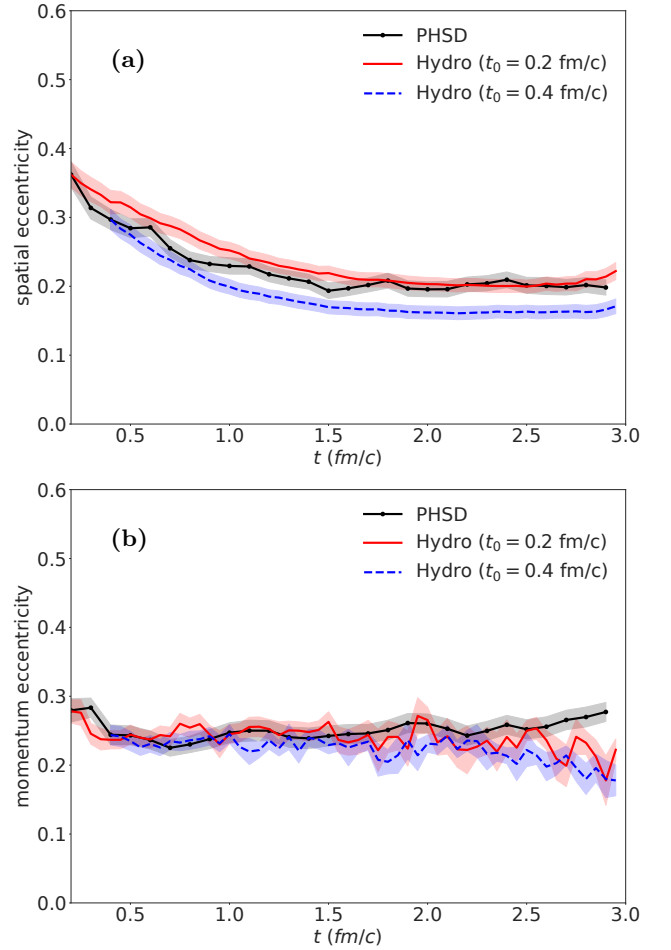 0.6
0.5
0.4
0.3
0.2
0.1
0.0
spatial eccentricity
(a)
PHSD
Hydro (t₀ = 0.2 fm/c)
Hydro (t₀ = 0.4 fm/c)
0.5 1.0 1.5 2.0 2.5 3.0
t (fm/c)
0.6
0.5
0.4
0.3
0.2
0.1
0.0
momentum eccentricity
(b)
PHSD
Hydro (t₀ = 0.2 fm/c)
Hydro (t₀ = 0.4 fm/c)
0.5 1.0 1.5 2.0 2.5 3.0
t (fm/c)